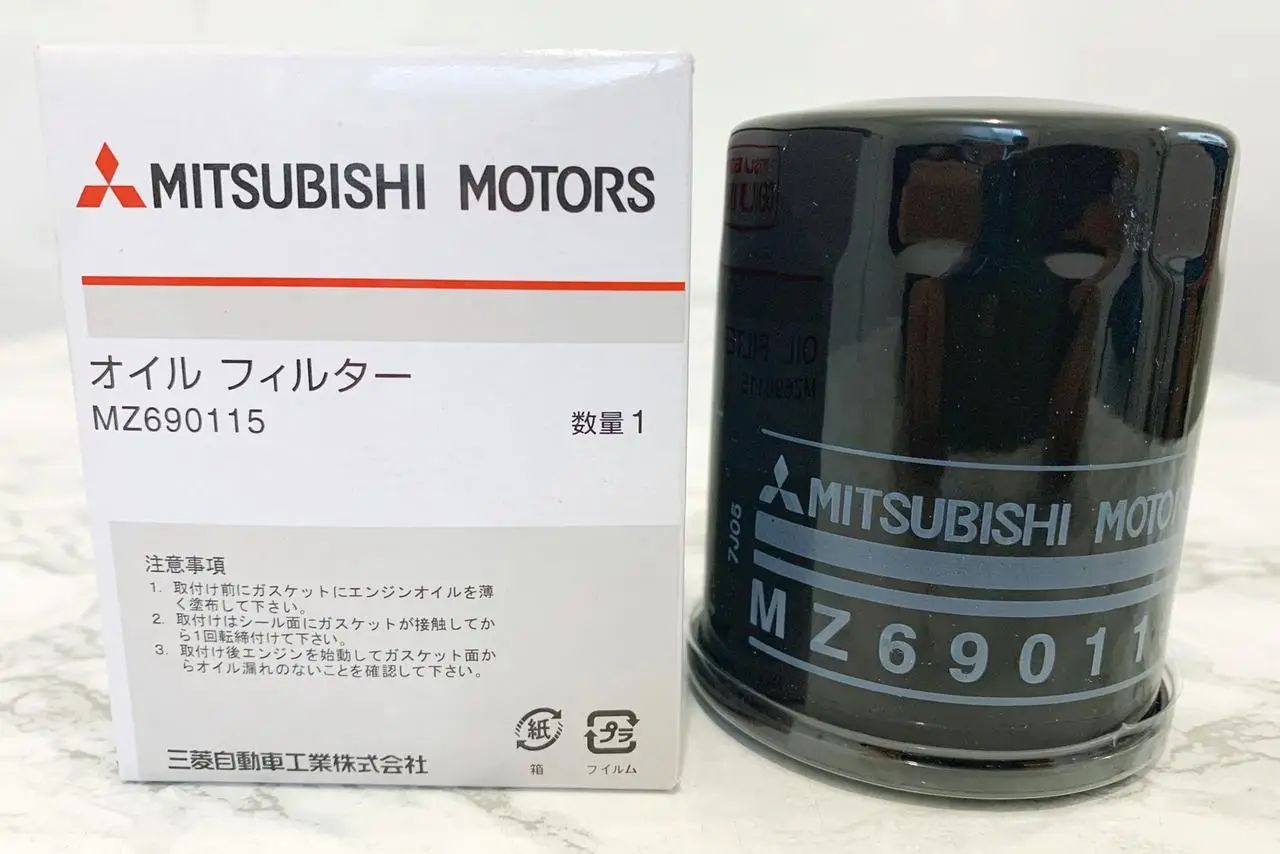 MITSUBISHI MOTORS
オイル フィルター
MZ690115
数量 1
注意事項
1. 取付け前にガスケットにエンジンオイルを薄
く塗布して下さい。
2. 取付けはシール面にガスケットが接触してか
ら1回転締付けて下さい。
3. 取付け後エンジンを始動してガスケット面か
らオイル漏れのないことを確認して下さい。
三菱自動車工業株式会社
紙
箱
プラ
フイルム
OIL FILTE
MZ690115
7J05
MITSUBISHI MOTO
MZ69011